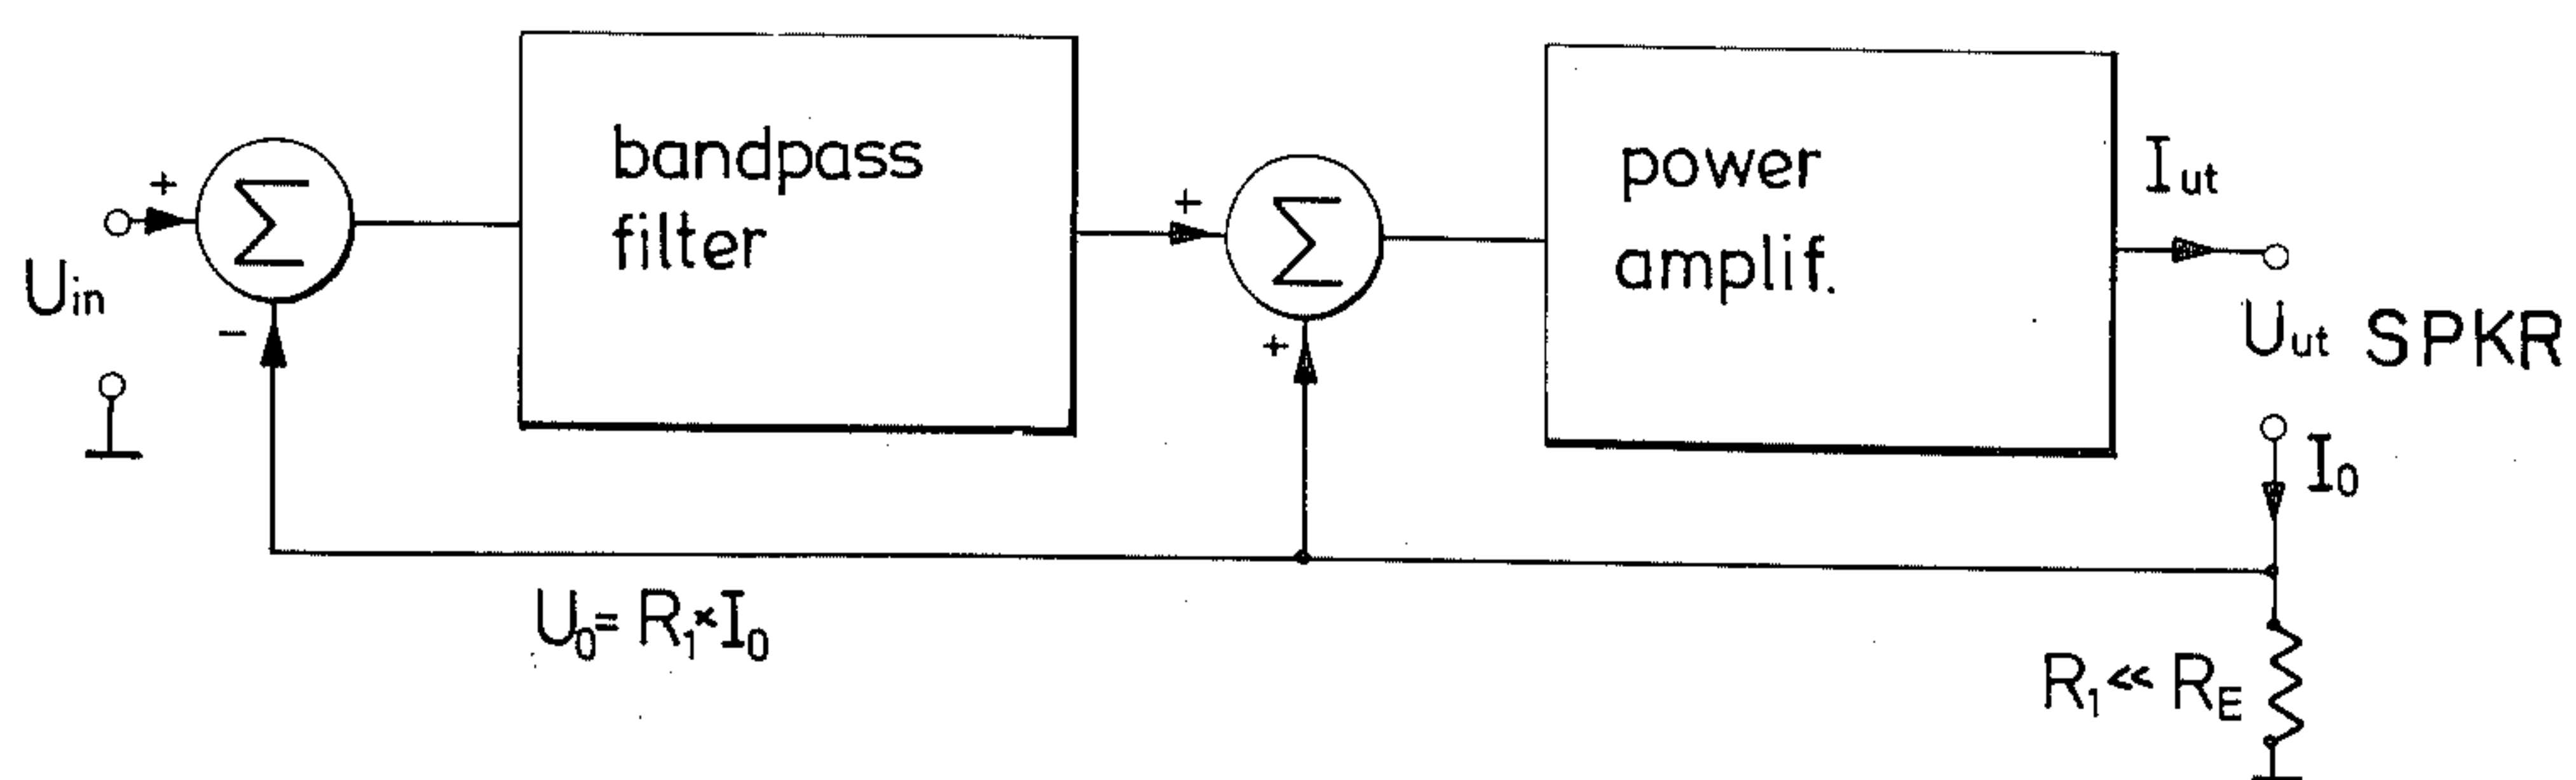 bandpass
filter
power
amplif.
+
Σ
-
+
Σ
+
U_in
I_ut
U_ut SPKR
I_0
U_0 = R_1 × I_0
R_1 << R_E